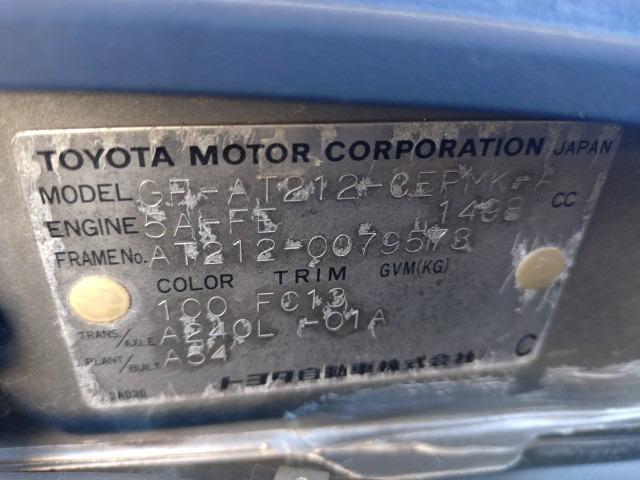 TOYOTA MOTOR CORPORATION JAPAN
MODEL GF-AT212-CEPMK-A
ENGINE 5A-FE 1498 CC
FRAME No. AT212-0079578
COLOR TRIM GVM(KG)
100 FC13
TRANS./AXLE A240L -01A
PLANT/BUILT A54
C
トヨタ自動車株式会社
2A030